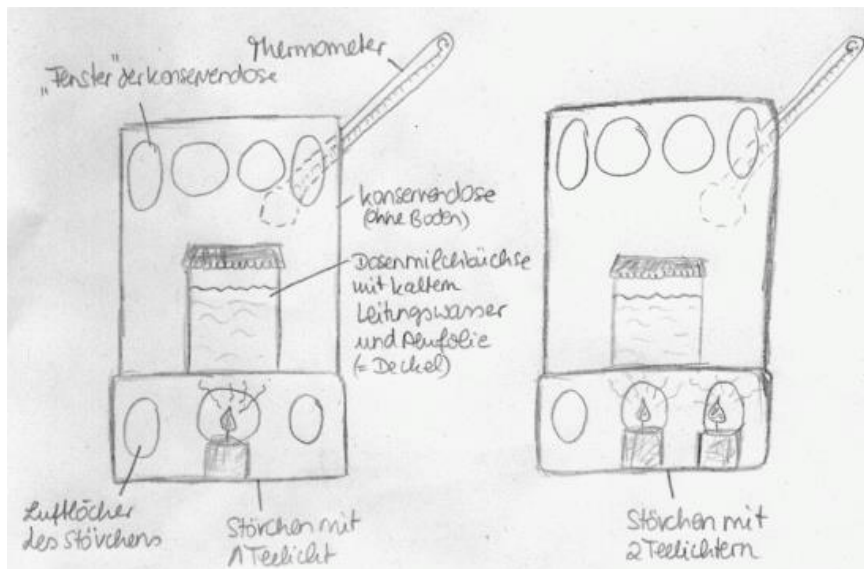 Thermometer
„Fenster" der Konservendose
Konservendose
(ohne Boden)
Dosenmilchbüchse
mit kaltem
Leitungswasser
und Alufolie
(= Deckel)
Luftlöcher
des Stövchens
Stövchen mit
1 Teelicht
Stövchen mit
2 Teelichtern